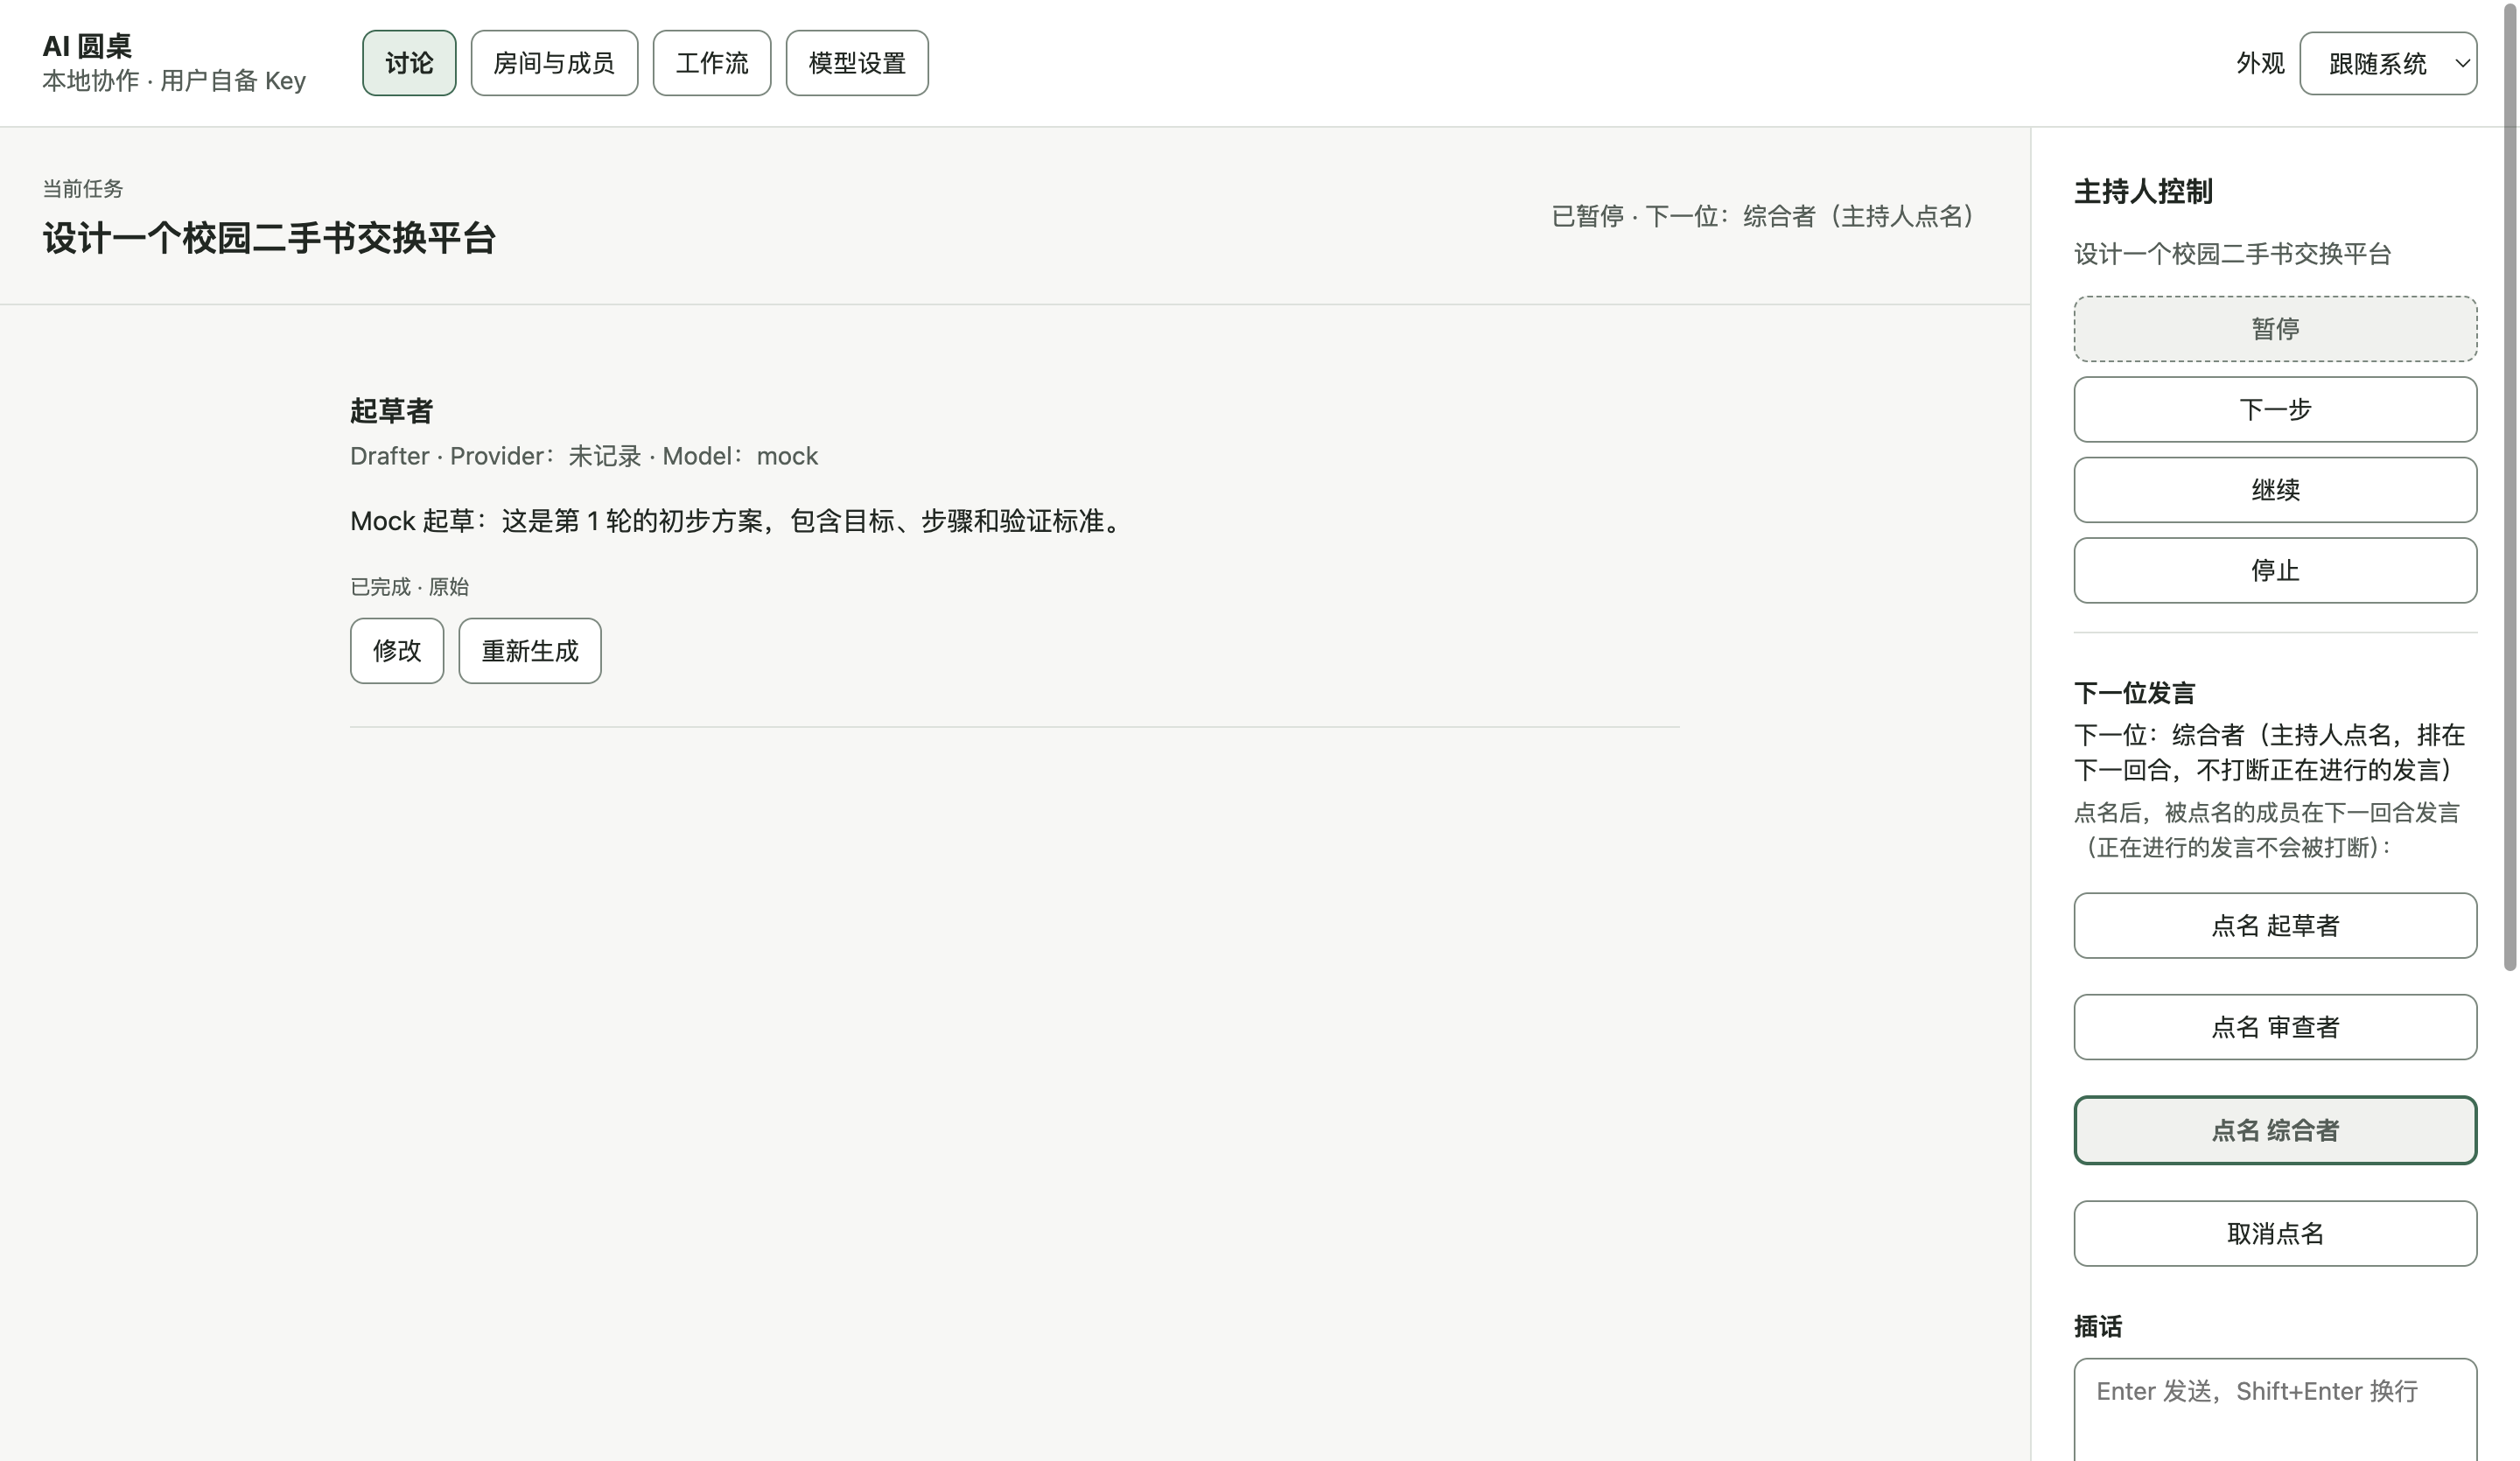 AI 圆桌
本地协作 · 用户自备 Key
讨论
房间与成员
工作流
模型设置
外观
跟随系统
当前任务
设计一个校园二手书交换平台
已暂停 · 下一位：综合者（主持人点名）
起草者
Drafter · Provider：未记录 · Model：mock
Mock 起草：这是第 1 轮的初步方案，包含目标、步骤和验证标准。
已完成 · 原始
修改
重新生成
主持人控制
设计一个校园二手书交换平台
暂停
下一步
继续
停止
下一位发言
下一位：综合者（主持人点名，排在
下一回合，不打断正在进行的发言）
点名后，被点名的成员在下一回合发言
（正在进行的发言不会被打断）：
点名 起草者
点名 审查者
点名 综合者
取消点名
插话
Enter 发送，Shift+Enter 换行